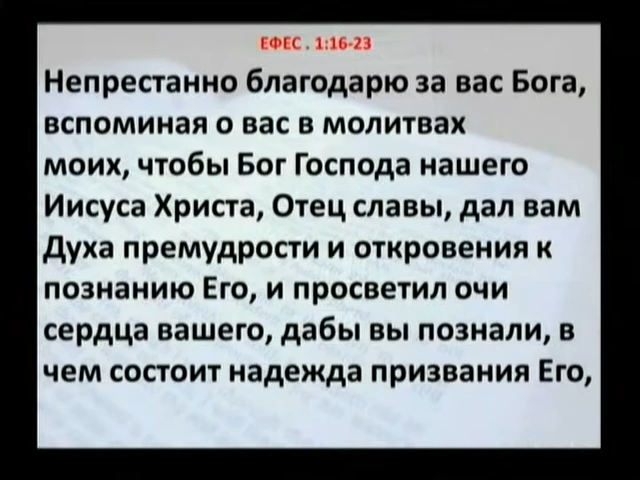 ЕФЕС . 1:16-23
Непрестанно благодарю за вас Бога,
вспоминая о вас в молитвах
моих, чтобы Бог Господа нашего
Иисуса Христа, Отец славы, дал вам
Духа премудрости и откровения к
познанию Его, и просветил очи
сердца вашего, дабы вы познали, в
чем состоит надежда призвания Его,